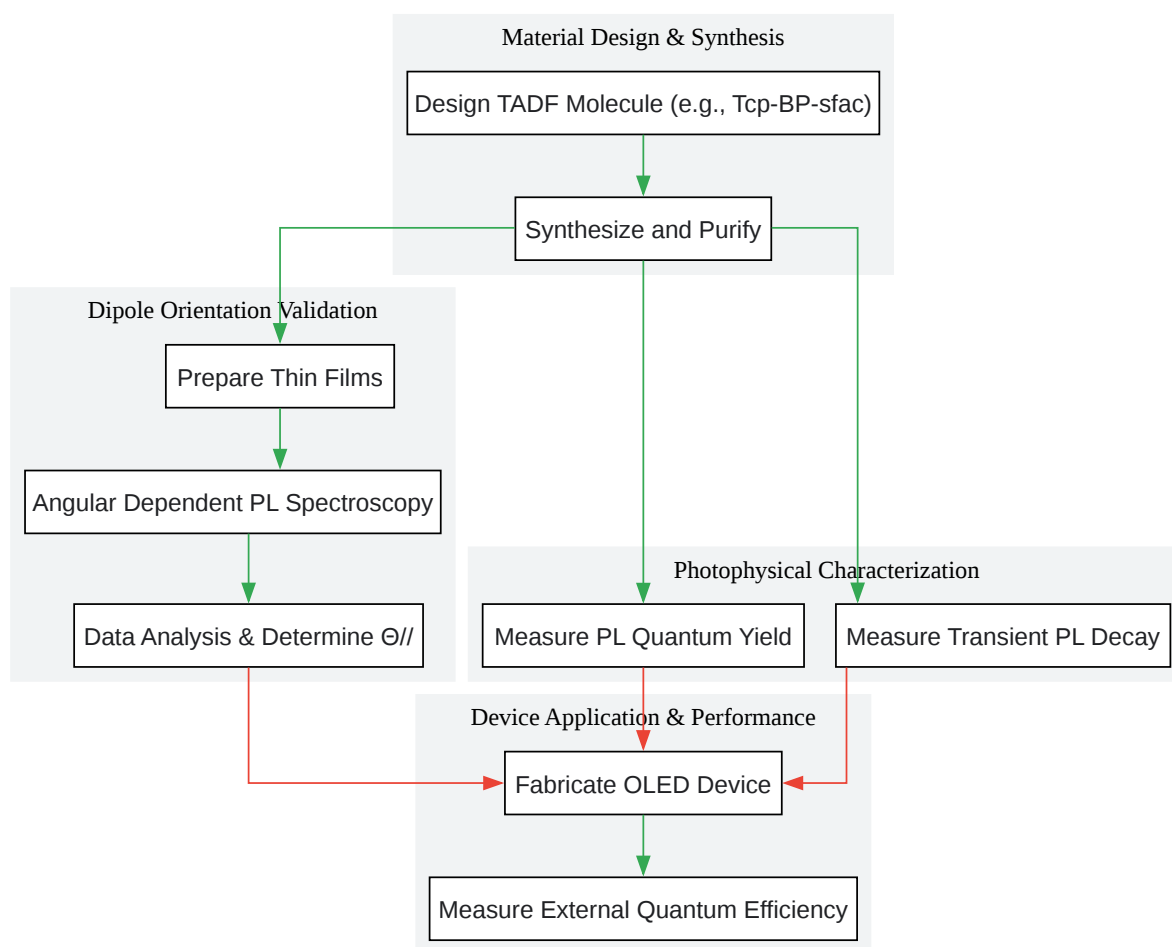 Material Design & Synthesis
Design TADF Molecule (e.g., Tcp-BP-sfac)
Synthesize and Purify
Dipole Orientation Validation
Prepare Thin Films
Angular Dependent PL Spectroscopy
Data Analysis & Determine Θ//
Photophysical Characterization
Measure PL Quantum Yield
Measure Transient PL Decay
Device Application & Performance
Fabricate OLED Device
Measure External Quantum Efficiency